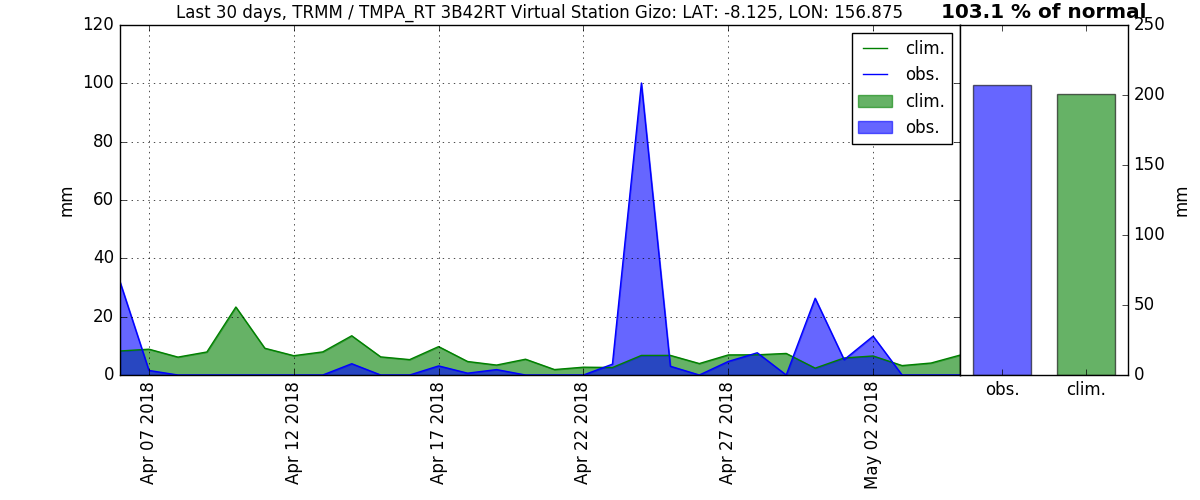 Last 30 days, TRMM / TMPA_RT 3B42RT Virtual Station Gizo: LAT: -8.125, LON: 156.875
103.1 % of normal
120
100
80
60
40
20
0
mm
clim.
obs.
clim.
obs.
Apr 07 2018
Apr 12 2018
Apr 17 2018
Apr 22 2018
Apr 27 2018
May 02 2018
250
200
150
100
50
0
mm
obs.
clim.